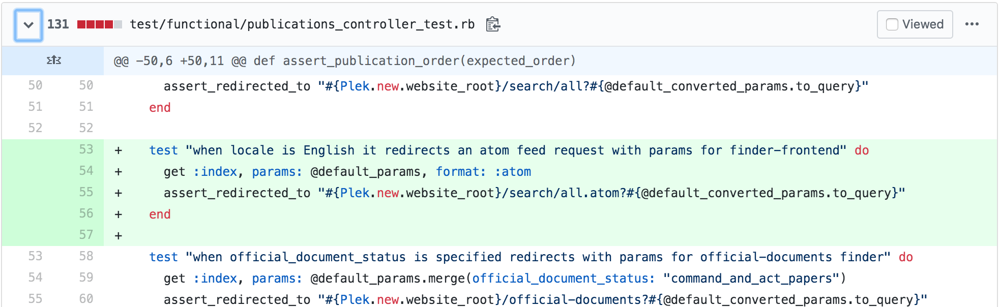 131 test/functional/publications_controller_test.rb Viewed
@@ -50,6 +50,11 @@ def assert_publication_order(expected_order)
50 50 assert_redirected_to "#{Plek.new.website_root}/search/all?#{@default_converted_params.to_query}"
51 51 end
52 52
53 + test "when locale is English it redirects an atom feed request with params for finder-frontend" do
54 + get :index, params: @default_params, format: :atom
55 + assert_redirected_to "#{Plek.new.website_root}/search/all.atom?#{@default_converted_params.to_query}"
56 + end
57 +
53 58 test "when official_document_status is specified redirects with params for official-documents finder" do
54 59 get :index, params: @default_params.merge(official_document_status: "command_and_act_papers")
55 60 assert_redirected_to "#{Plek.new.website_root}/official-documents?#{@default_converted_params.to_query}"